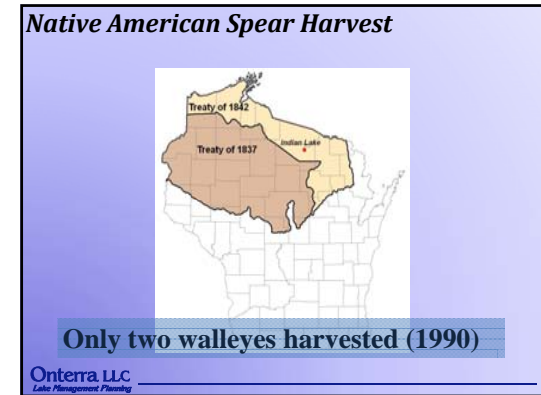 Native American Spear Harvest
Treaty of 1842
Indian Lake
Treaty of 1837
Only two walleyes harvested (1990)
Onterra LLC
Lake Management Planning